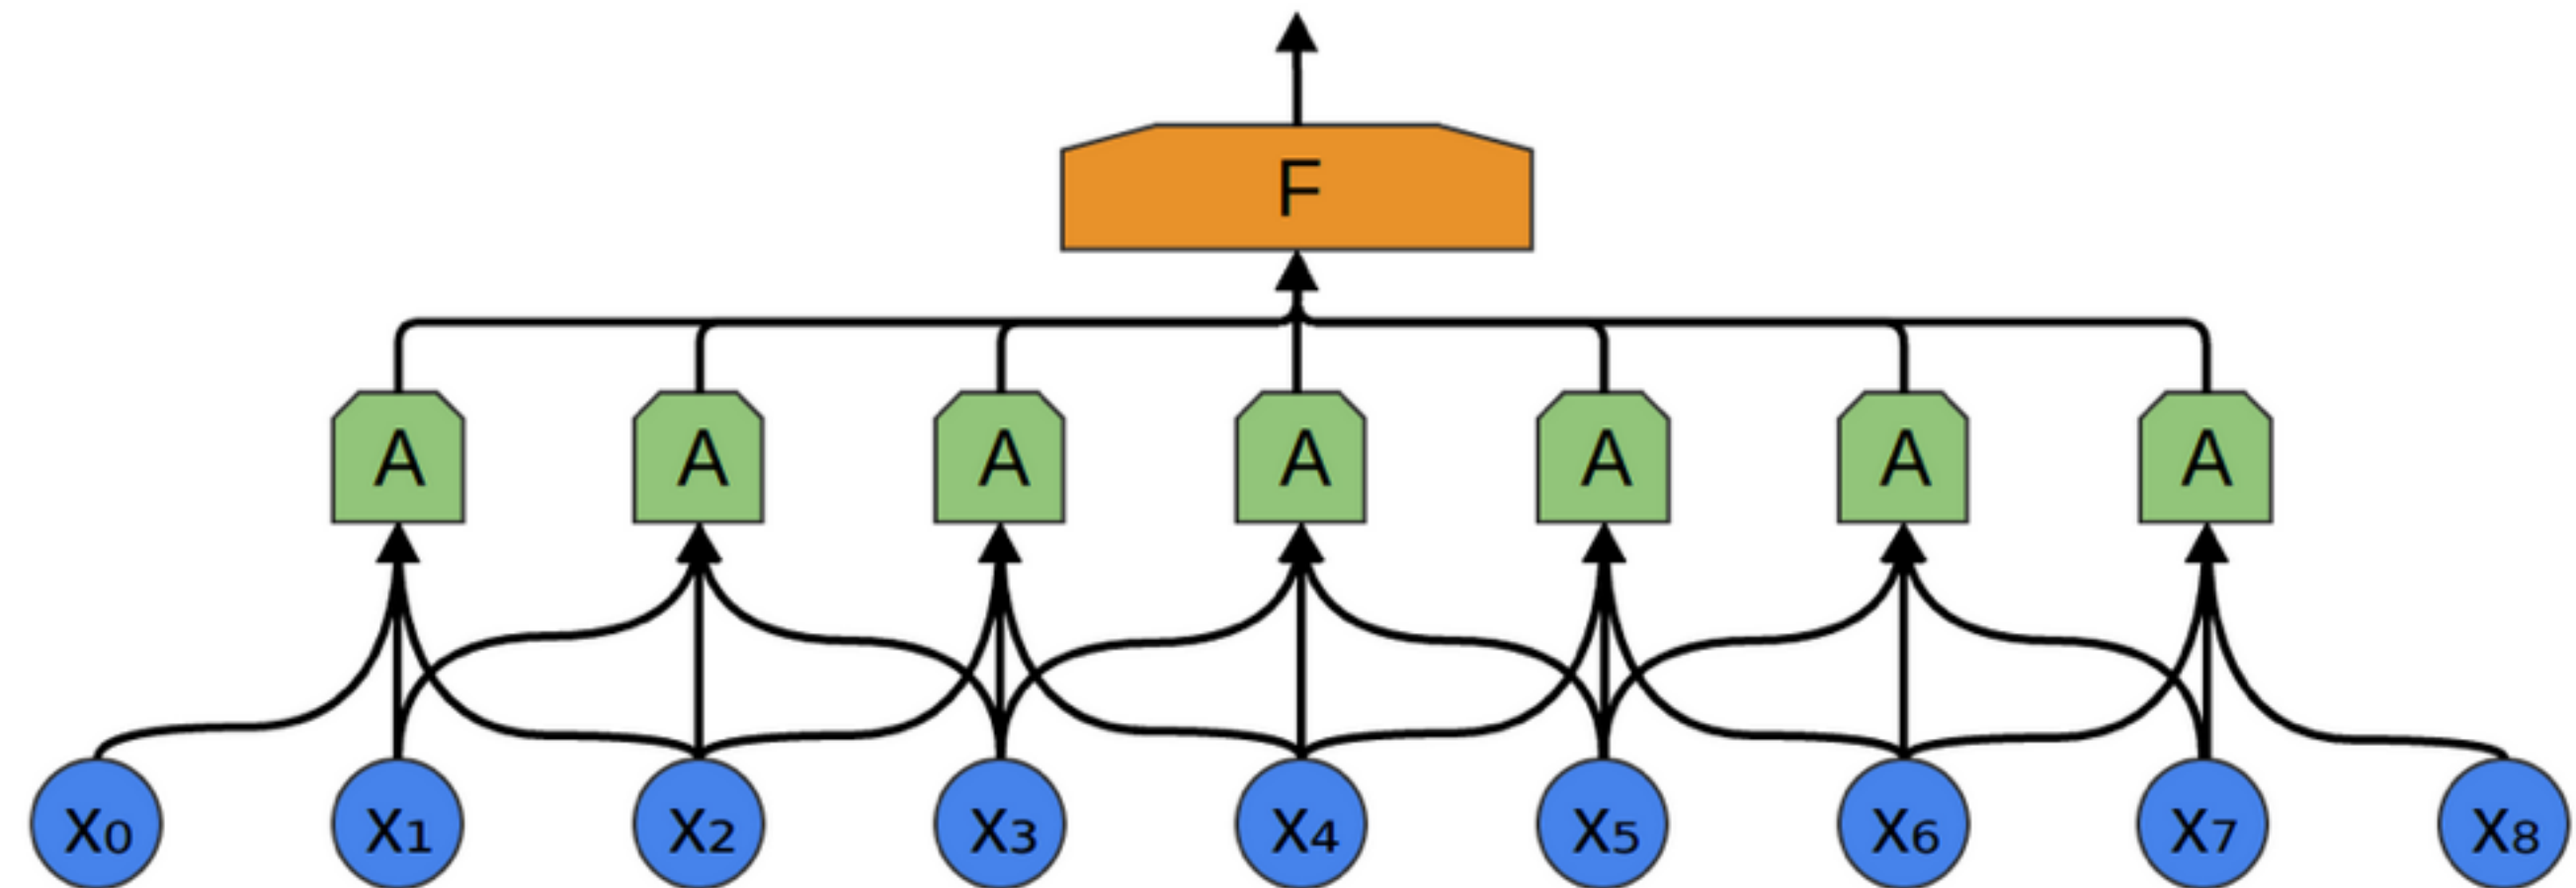 F
A A A A A A A
x₀ x₁ x₂ x₃ x₄ x₅ x₆ x₇ x₈